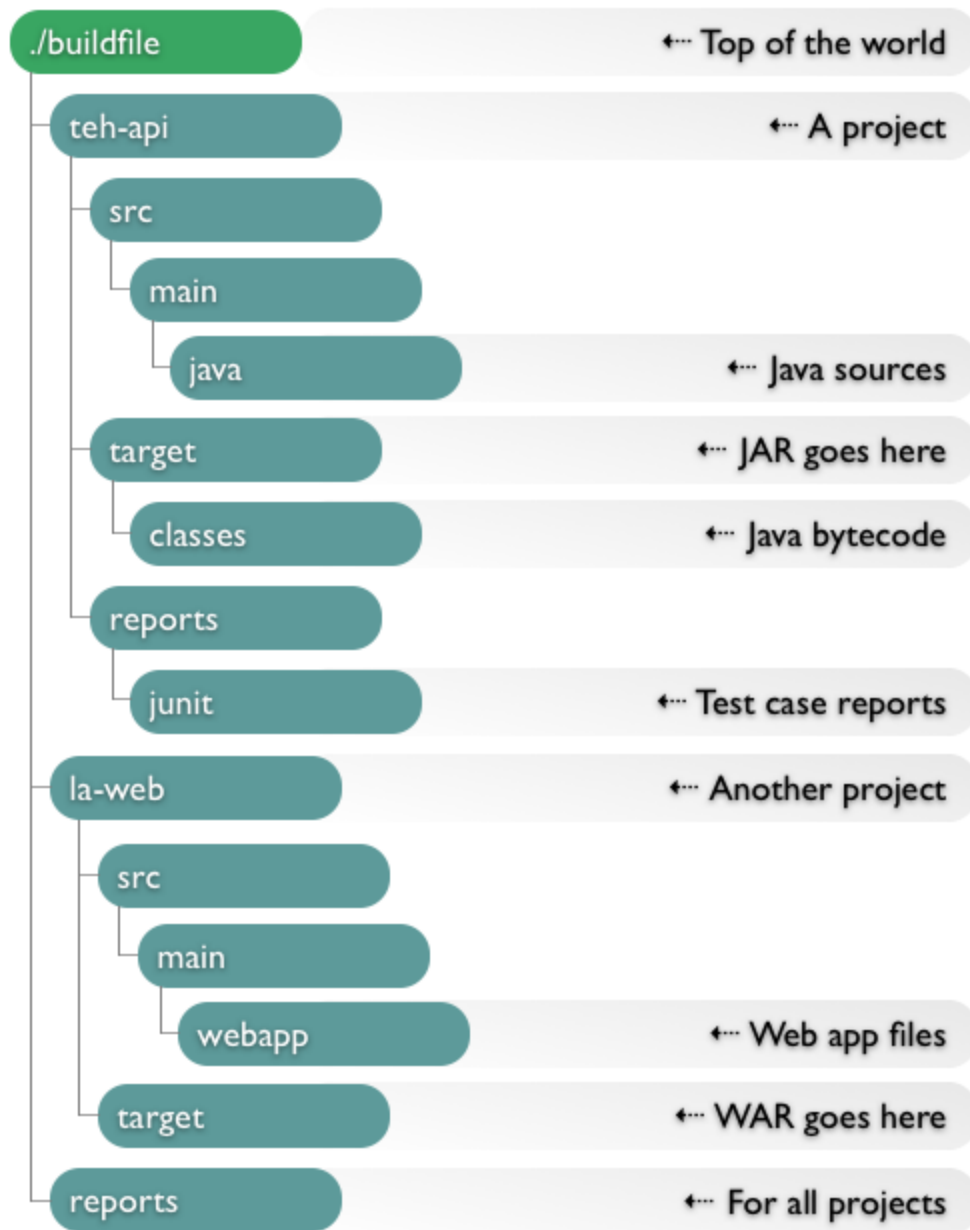 ./buildfile ⇠ Top of the world
teh-api ⇠ A project
src
main
java ⇠ Java sources
target ⇠ JAR goes here
classes ⇠ Java bytecode
reports
junit ⇠ Test case reports
la-web ⇠ Another project
src
main
webapp ⇠ Web app files
target ⇠ WAR goes here
reports ⇠ For all projects